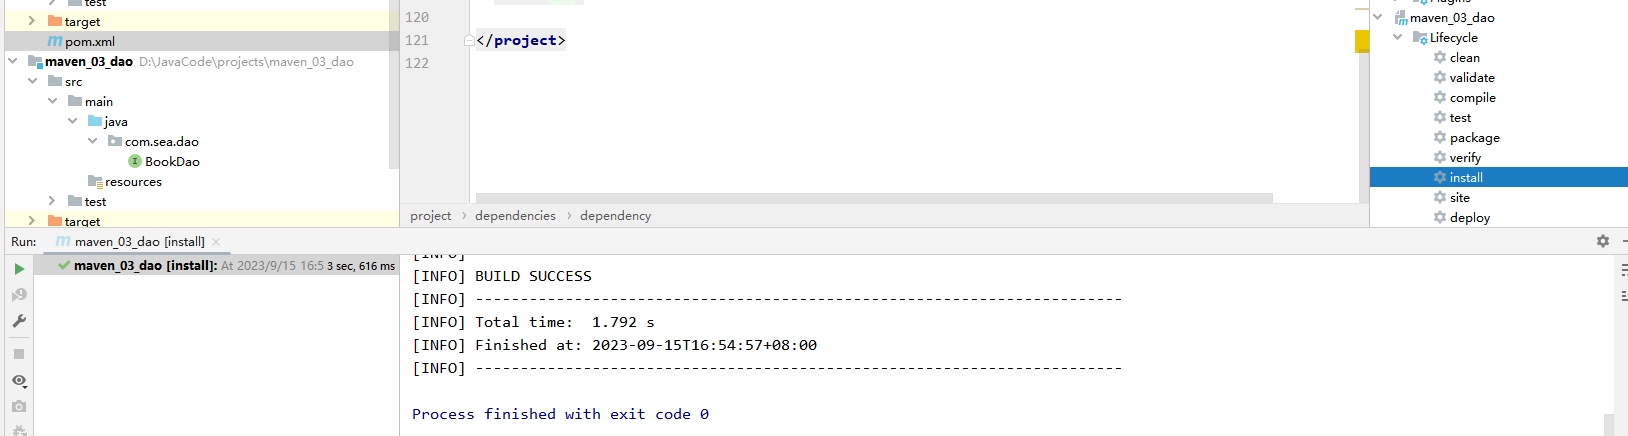 test
target
pom.xml
maven_03_dao D:\JavaCode\projects\maven_03_dao
src
main
java
com.sea.dao
I BookDao
resources
test
target
120
121 </project>
122
project › dependencies › dependency
Plugins
maven_03_dao
Lifecycle
clean
validate
compile
test
package
verify
install
site
deploy
Run: m maven_03_dao [install] ×
maven_03_dao [install]: At 2023/9/15 16:5 3 sec, 616 ms
[INFO]
[INFO] BUILD SUCCESS
[INFO] ------------------------------------------------------------------------
[INFO] Total time:  1.792 s
[INFO] Finished at: 2023-09-15T16:54:57+08:00
[INFO] ------------------------------------------------------------------------
Process finished with exit code 0